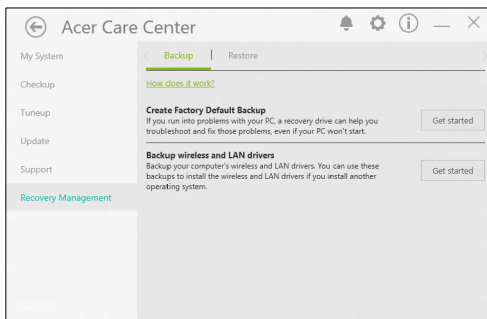 Acer Care Center
My System
Checkup
Tuneup
Update
Support
Recovery Management
Backup
Restore
How does it work?
Create Factory Default Backup
If you run into problems with your PC, a recovery drive can help you
troubleshoot and fix those problems, even if your PC won't start.
Get started
Backup wireless and LAN drivers
Backup your computer's wireless and LAN drivers. You can use these
backups to install the wireless and LAN drivers if you install another
operating system.
Get started